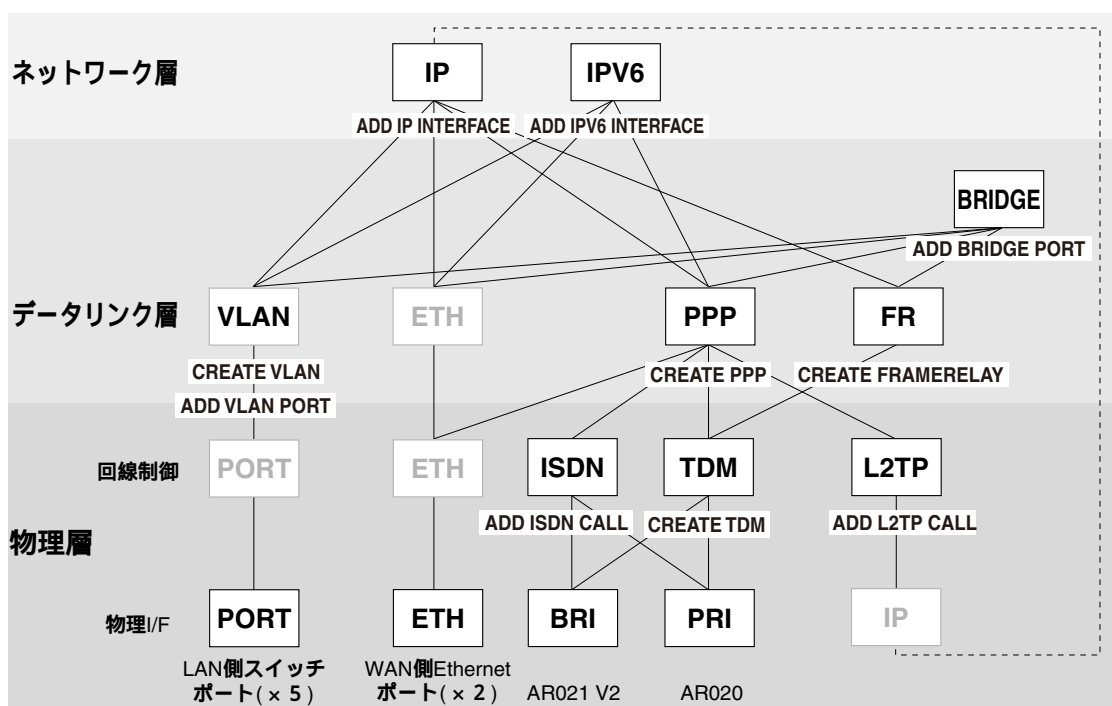 ネットワーク層
IP
IPV6
ADD IP INTERFACE
ADD IPV6 INTERFACE
BRIDGE
ADD BRIDGE PORT
データリンク層
VLAN
ETH
PPP
FR
CREATE VLAN
CREATE PPP
CREATE FRAMERELAY
ADD VLAN PORT
回線制御
PORT
ETH
ISDN
TDM
L2TP
ADD ISDN CALL
CREATE TDM
ADD L2TP CALL
物理層
物理I/F
PORT
ETH
BRI
PRI
IP
LAN側スイッチ
ポート(×5)
WAN側Ethernet
ポート(×2)
AR021 V2
AR020